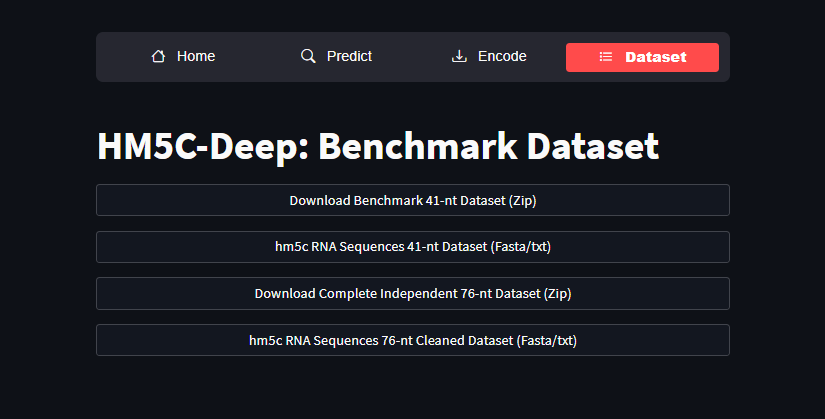 Home Predict Encode Dataset
HM5C-Deep: Benchmark Dataset
Download Benchmark 41-nt Dataset (Zip)
hm5c RNA Sequences 41-nt Dataset (Fasta/txt)
Download Complete Independent 76-nt Dataset (Zip)
hm5c RNA Sequences 76-nt Cleaned Dataset (Fasta/txt)